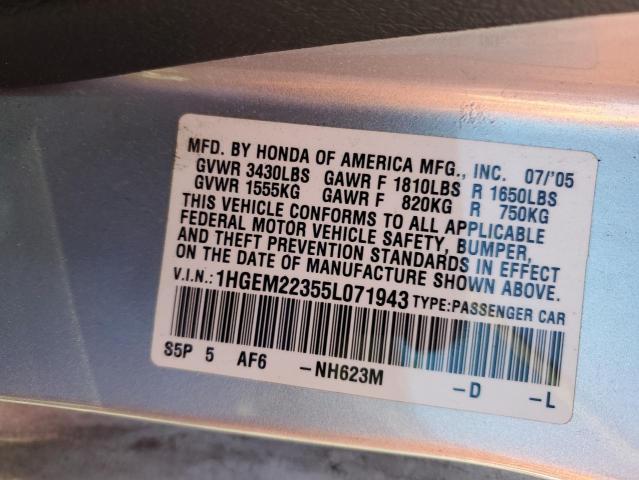 MFD. BY HONDA OF AMERICA MFG., INC. 07/'05
GVWR 3430LBS GAWR F 1810LBS R 1650LBS
GVWR 1555KG GAWR F 820KG R 750KG
THIS VEHICLE CONFORMS TO ALL APPLICABLE
FEDERAL MOTOR VEHICLE SAFETY, BUMPER,
AND THEFT PREVENTION STANDARDS IN EFFECT
ON THE DATE OF MANUFACTURE SHOWN ABOVE.
V.I.N.: 1HGEM22355L071943 TYPE:PASSENGER CAR
S5P 5 AF6 -NH623M -D -L